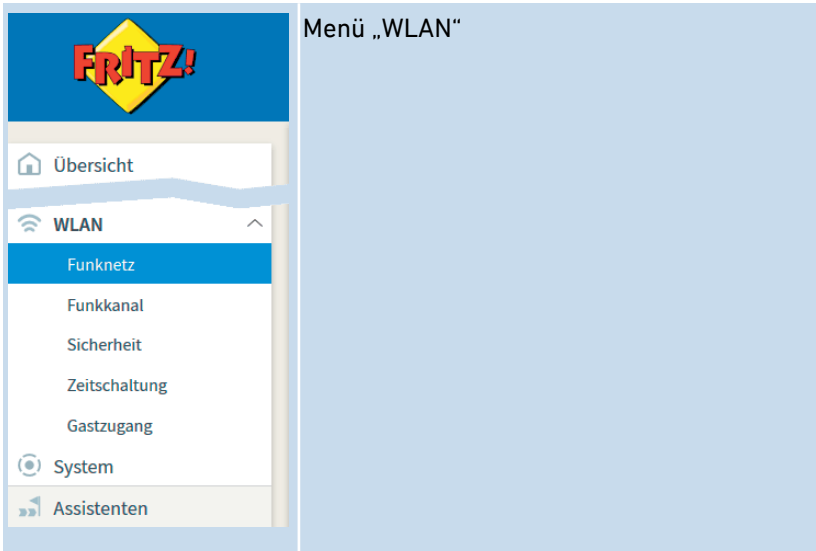 FRITZ!
Menü „WLAN“
Übersicht
WLAN
Funknetz
Funkkanal
Sicherheit
Zeitschaltung
Gastzugang
System
Assistenten